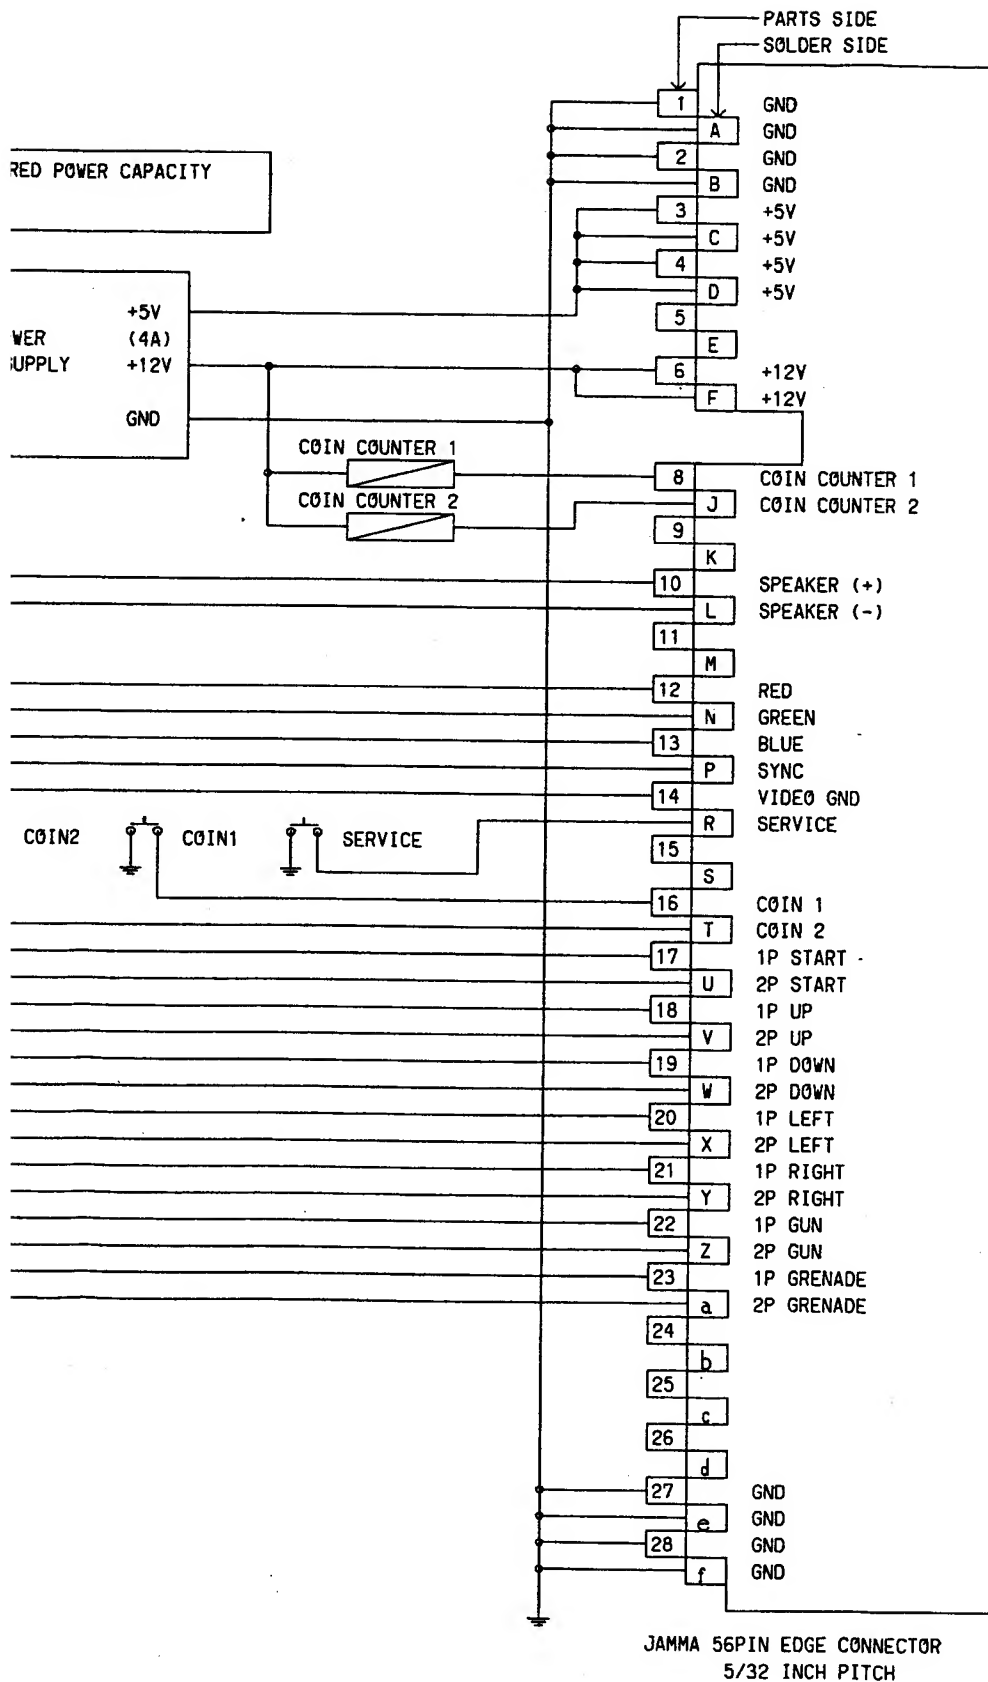 PARTS SIDE
SOLDER SIDE
1 GND
A GND
2 GND
B GND
RED POWER CAPACITY
3 +5V
C +5V
4 +5V
D +5V
+5V
5
WER (4A)
E
UPPLY +12V
6 +12V
F +12V
GND
COIN COUNTER 1
8 COIN COUNTER 1
COIN COUNTER 2
J COIN COUNTER 2
9
K
10 SPEAKER (+)
L SPEAKER (-)
11
M
12 RED
N GREEN
13 BLUE
P SYNC
14 VIDEO GND
R SERVICE
COIN2 COIN1 SERVICE
15
S
16 COIN 1
T COIN 2
17 1P START
U 2P START
18 1P UP
V 2P UP
19 1P DOWN
W 2P DOWN
20 1P LEFT
X 2P LEFT
21 1P RIGHT
Y 2P RIGHT
22 1P GUN
Z 2P GUN
23 1P GRENADE
a 2P GRENADE
24
b
25
c
26
d
27 GND
e GND
28 GND
f GND
JAMMA 56PIN EDGE CONNECTOR
5/32 INCH PITCH